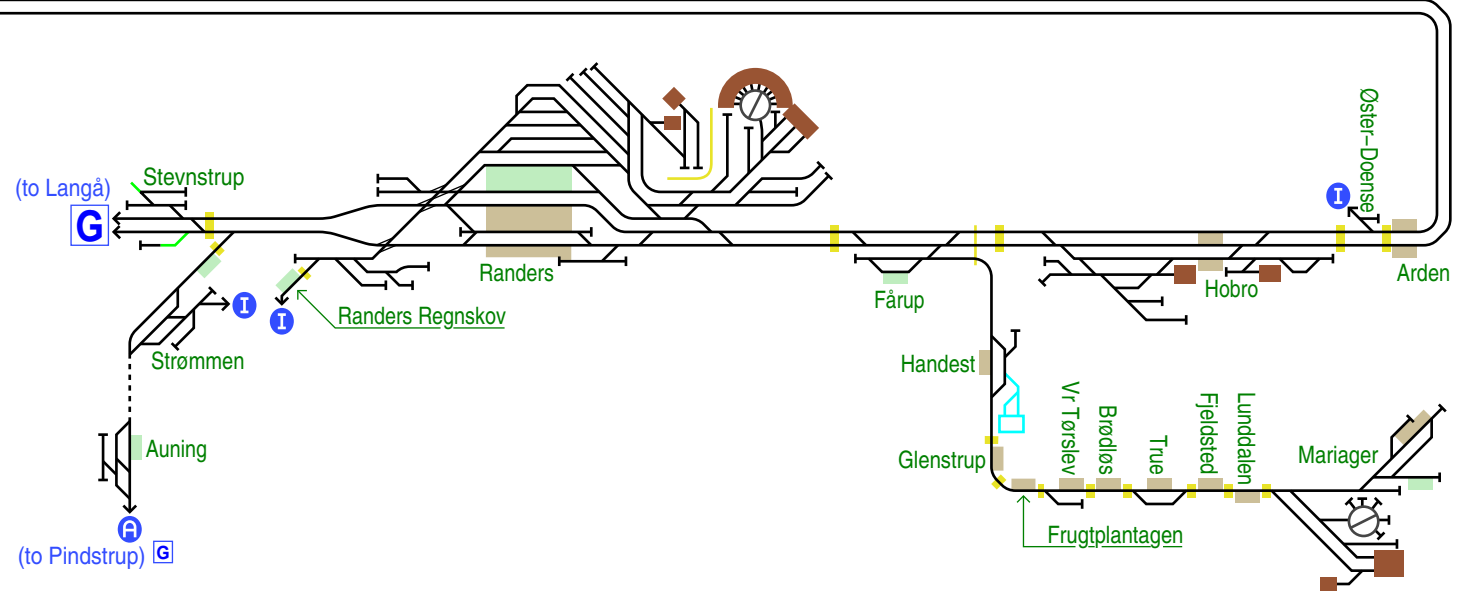 Øster–Doense
I
Stevnstrup
(to Langå)
G
Randers
Arden
Hobro
Fårup
I
I
Randers Regnskov
Strømmen
Handest
Vr Tørslev
Brødløs
True
Fjeldsted
Lunddalen
Mariager
Auning
Glenstrup
A
Frugtplantagen
(to Pindstrup) G